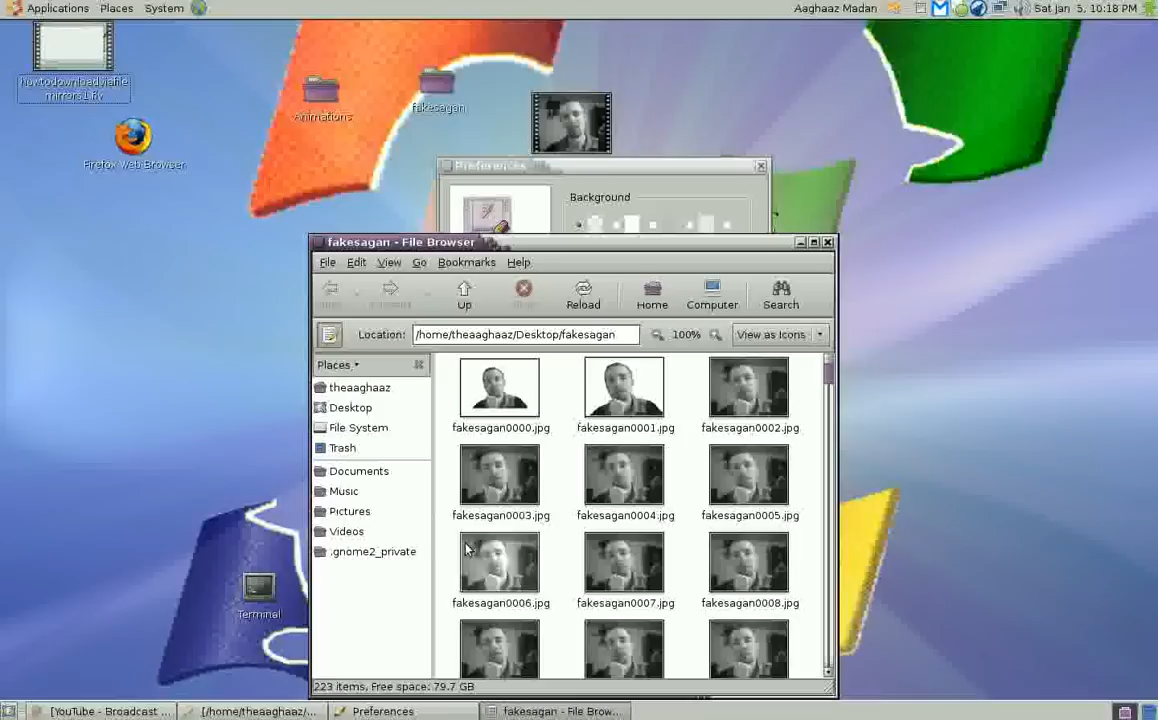 Applications Places System
Aaghaaz Madan
Sat Jan 5, 10:18 PM
mirrors1.flv
Animations
fakesagan
Firefox Web Browser
Preferences
Background
fakesagan - File Browser
File Edit View Go Bookmarks Help
Up Reload Home Computer Search
Location: /home/theaaghaaz/Desktop/fakesagan 100% View as Icons
Places
theaaghaaz
Desktop
File System
Trash
Documents
Music
Pictures
Videos
.gnome2_private
fakesagan0000.jpg fakesagan0001.jpg fakesagan0002.jpg
fakesagan0003.jpg fakesagan0004.jpg fakesagan0005.jpg
fakesagan0006.jpg fakesagan0007.jpg fakesagan0008.jpg
Terminal
223 items, Free space: 79.7 GB
[YouTube - Broadcast ... [/home/theaaghaaz/... Preferences fakesagan - File Brow...